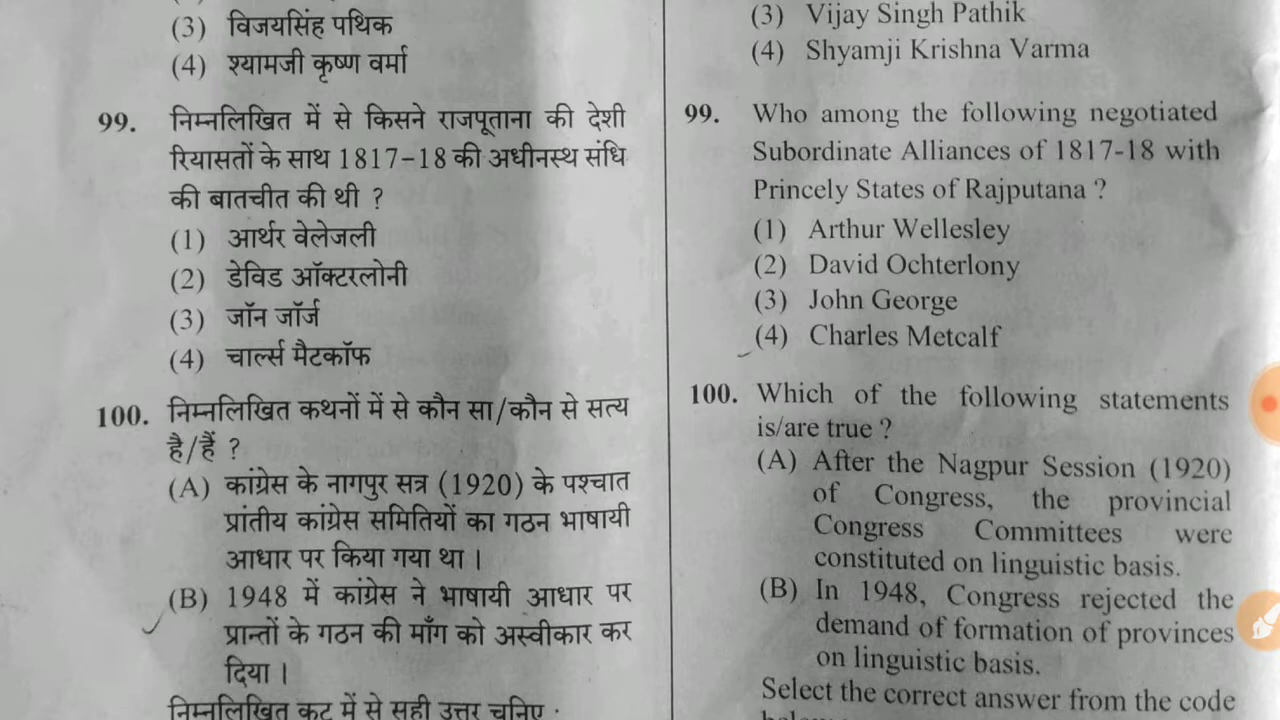 (3) विजयसिंह पथिक
(4) श्यामजी कृष्ण वर्मा
99. निम्नलिखित में से किसने राजपूताना की देशी
रियासतों के साथ 1817-18 की अधीनस्थ संधि
की बातचीत की थी ?
(1) आर्थर वेलेजली
(2) डेविड ऑक्टरलोनी
(3) जॉन जॉर्ज
(4) चार्ल्स मैटकॉफ
100. निम्नलिखित कथनों में से कौन सा/कौन से सत्य
है/हैं ?
(A) कांग्रेस के नागपुर सत्र (1920) के पश्चात
प्रांतीय कांग्रेस समितियों का गठन भाषायी
आधार पर किया गया था ।
(B) 1948 में कांग्रेस ने भाषायी आधार पर
प्रान्तों के गठन की माँग को अस्वीकार कर
दिया ।
निम्नलिखित कूट में से सही उत्तर चुनिए :
(3) Vijay Singh Pathik
(4) Shyamji Krishna Varma
99. Who among the following negotiated
Subordinate Alliances of 1817-18 with
Princely States of Rajputana ?
(1) Arthur Wellesley
(2) David Ochterlony
(3) John George
(4) Charles Metcalf
100. Which of the following statements
is/are true ?
(A) After the Nagpur Session (1920)
of Congress, the provincial
Congress Committees were
constituted on linguistic basis.
(B) In 1948, Congress rejected the
demand of formation of provinces
on linguistic basis.
Select the correct answer from the code